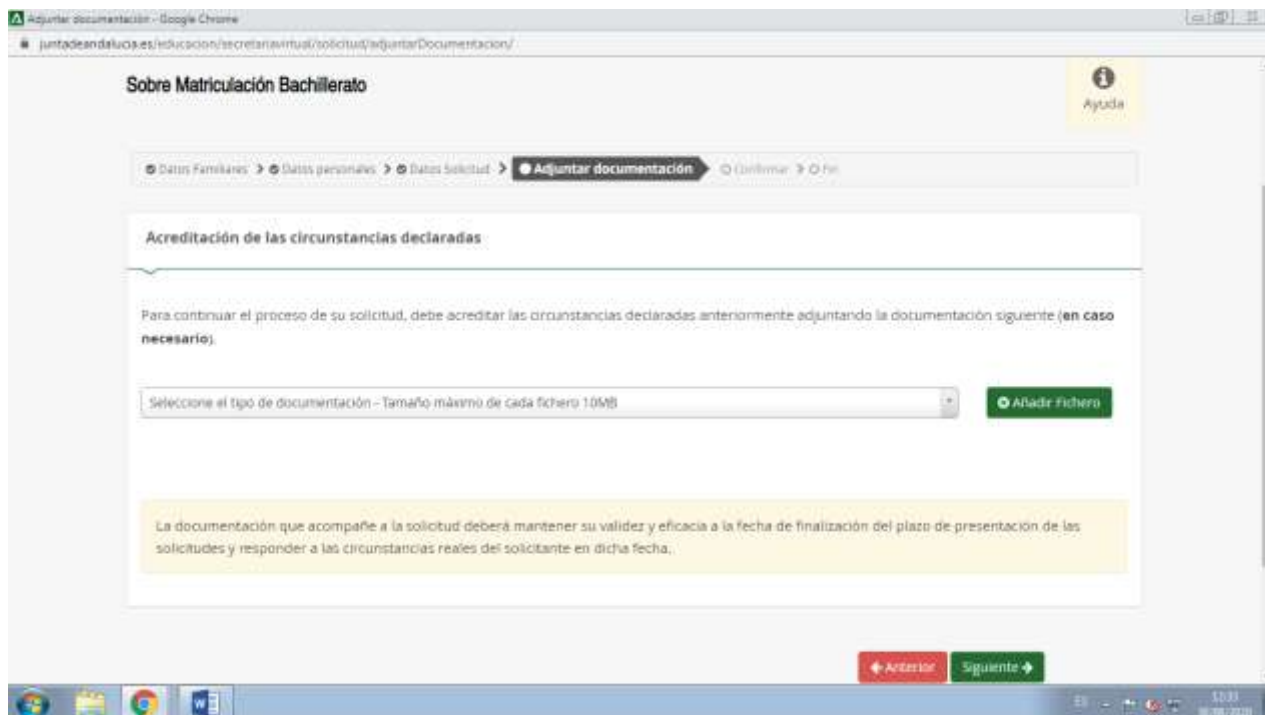 Adjuntar documentación - Google Chrome
juntadeandalucia.es/educacion/secretariavirtual/solicitud/adjuntarDocumentacion/
Sobre Matriculación Bachillerato
Ayuda
Datos Familiares Datos personales Datos Solicitud Adjuntar documentación Confirmar Fin
Acreditación de las circunstancias declaradas
Para continuar el proceso de su solicitud, debe acreditar las circunstancias declaradas anteriormente adjuntando la documentación siguiente (en caso
necesario).
Seleccione el tipo de documentación - Tamaño máximo de cada fichero 10MB
Añadir Fichero
La documentación que acompañe a la solicitud deberá mantener su validez y eficacia a la fecha de finalización del plazo de presentación de las
solicitudes y responder a las circunstancias reales del solicitante en dicha fecha.
Anterior Siguiente
ES